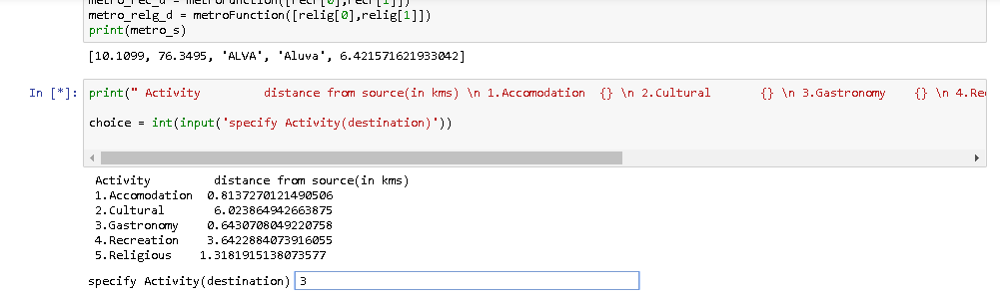 metro_rec_d = metroFunction([recr[0],recr[1]])
metro_relg_d = metroFunction([relig[0],relig[1]])
print(metro_s)
[10.1099, 76.3495, 'ALVA', 'Aluva', 6.421571621933042]
In [*]: print(" Activity distance from source(in kms) \n 1.Accomodation {} \n 2.Cultural {} \n 3.Gastronomy {} \n 4.Re
choice = int(input('specify Activity(destination)'))
Activity distance from source(in kms)
1.Accomodation 0.8137270121490506
2.Cultural 6.023864942663875
3.Gastronomy 0.6430708049220758
4.Recreation 3.6422884073916055
5.Religious 1.3181915138073577
specify Activity(destination) 3